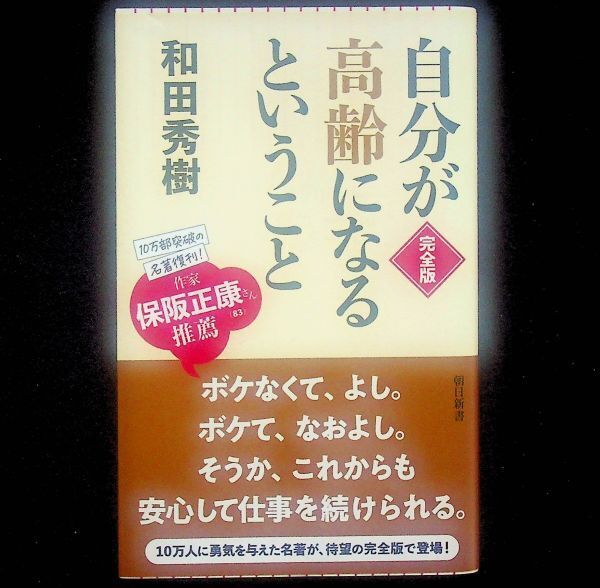 自分が
高齢になる
ということ
完全版
和田秀樹
10万部突破の
名著復刊!
作家
保阪正康さん
(83)
推薦
朝日新書
ボケなくて、よし。
ボケて、なおよし。
そうか、これからも
安心して仕事を続けられる。
10万人に勇気を与えた名著が、待望の完全版で登場!